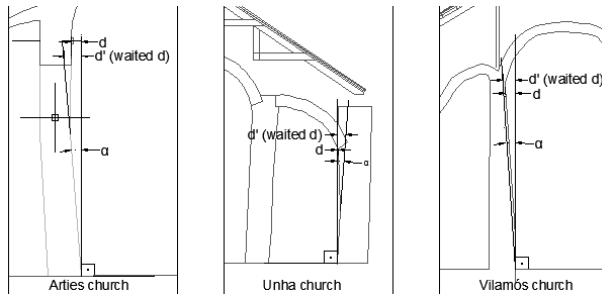 d
d' (waited d)
α
Arties church
d' (waited d)
d
α
Unha church
d' (waited d)
d
α
Vilamós church